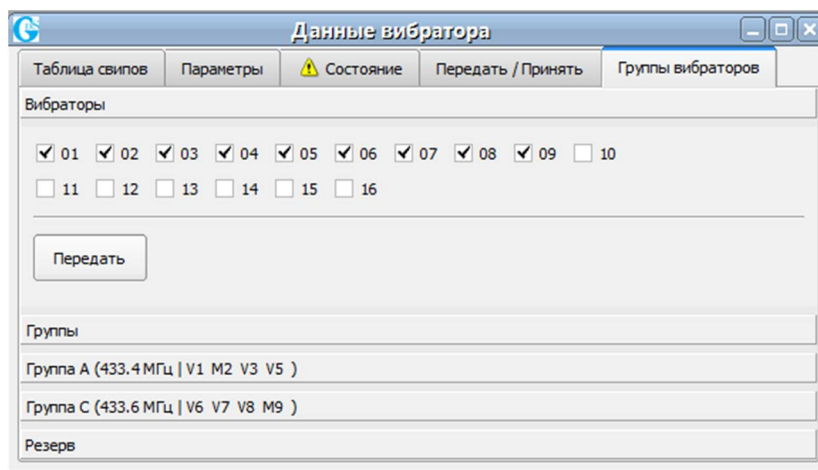 Данные вибратора
Таблица свипов Параметры Состояние Передать / Принять Группы вибраторов
Вибраторы
01 02 03 04 05 06 07 08 09 10
11 12 13 14 15 16
Передать
Группы
Группа A (433.4 МГц | V1 M2 V3 V5 )
Группа C (433.6 МГц | V6 V7 V8 M9 )
Резерв